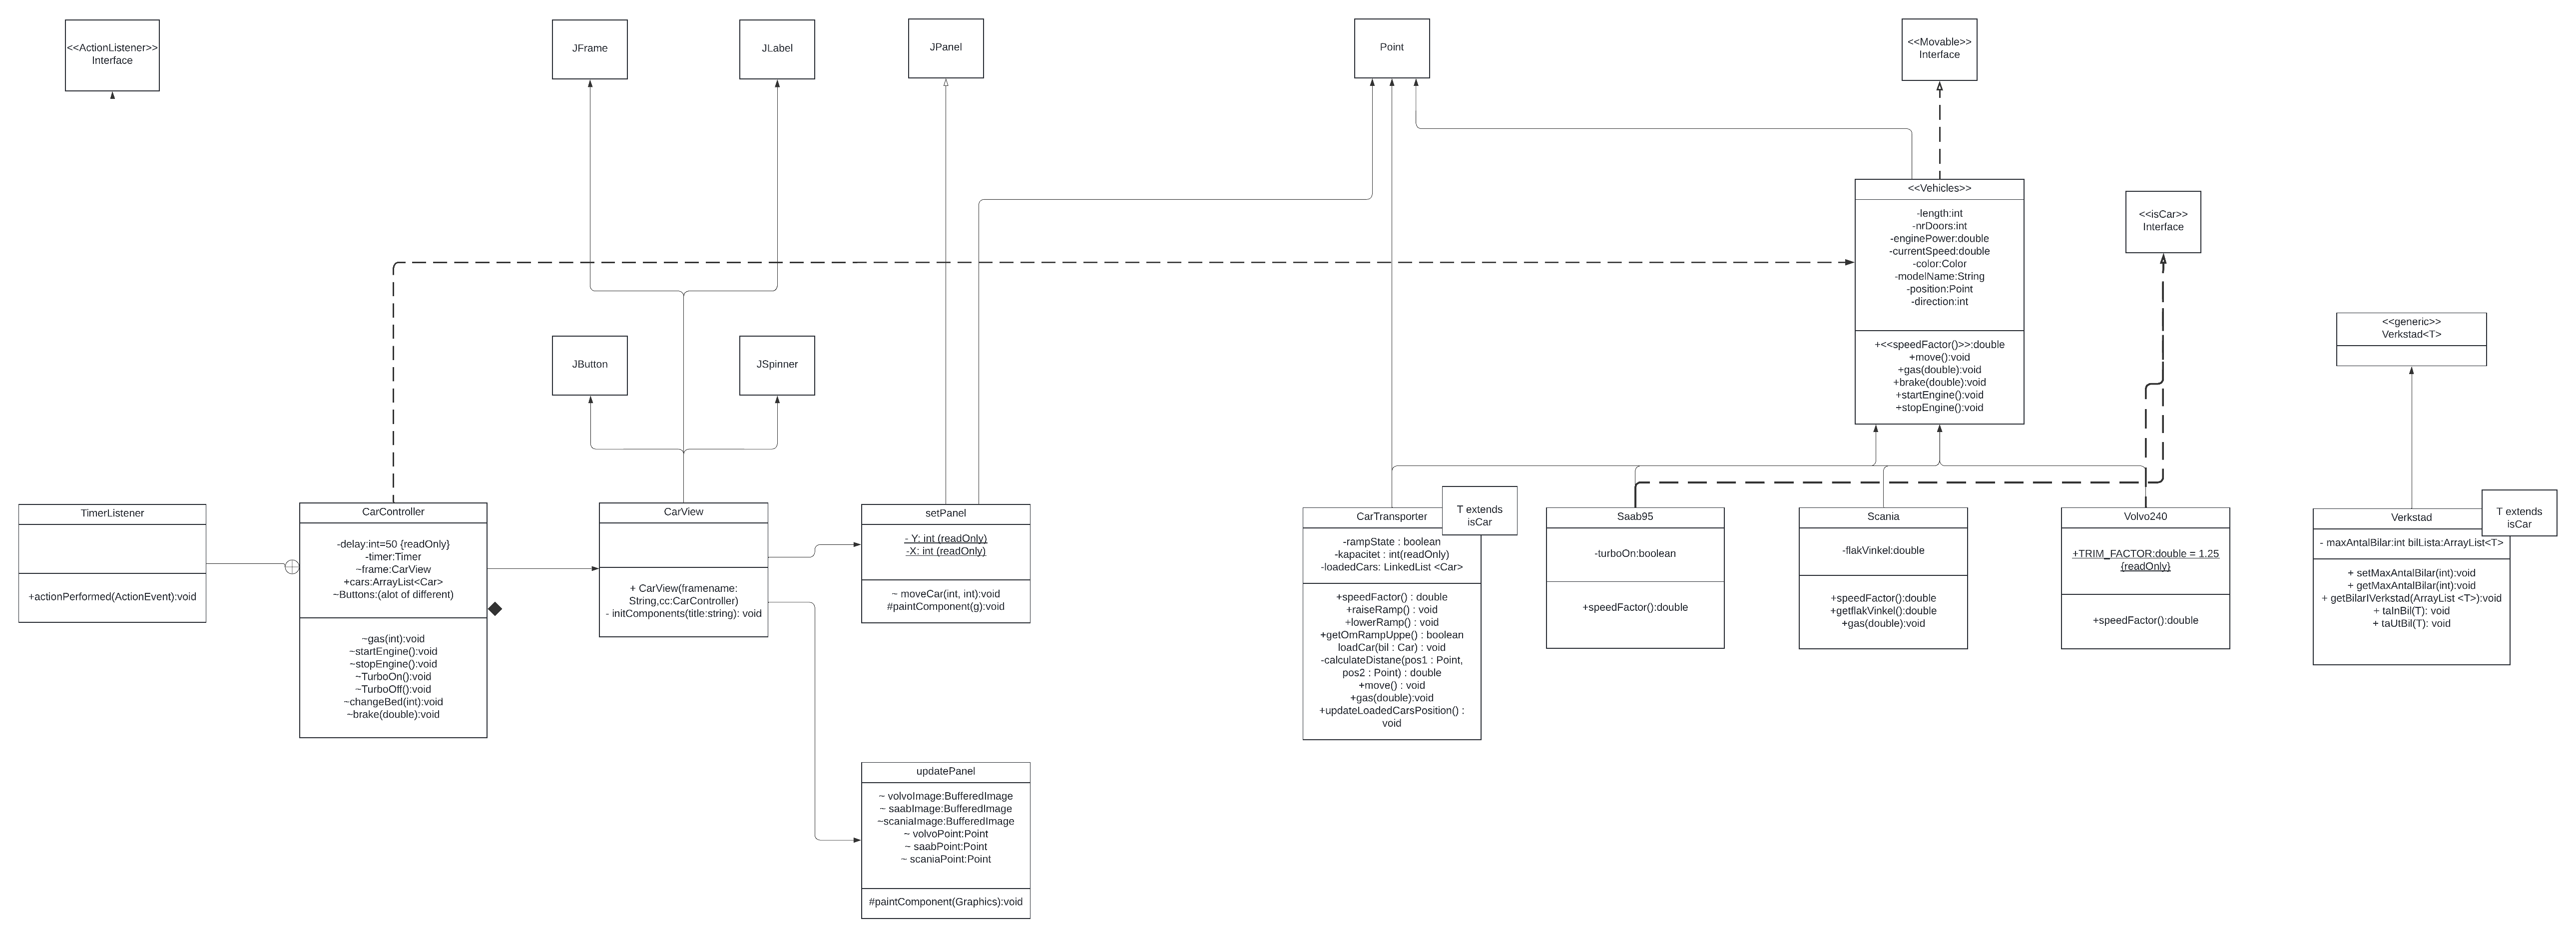 <<ActionListener>>
Interface
JFrame
JLabel
JPanel
Point
<<Movable>>
Interface
<<Vehicles>>
-length:int
-nrDoors:int
-enginePower:double
-currentSpeed:double
-color:Color
-modelName:String
-position:Point
-direction:int
+<<speedFactor()>>:double
+move():void
+gas(double):void
+brake(double):void
+startEngine():void
+stopEngine():void
<<isCar>>
Interface
<<generic>>
Verkstad<T>
JButton
JSpinner
TimerListener
+actionPerformed(ActionEvent):void
CarController
-delay:int=50 {readOnly}
-timer:Timer
~frame:CarView
+cars:ArrayList<Car>
~Buttons:(alot of different)
~gas(int):void
~startEngine():void
~stopEngine():void
~TurboOn():void
~TurboOff():void
~changeBed(int):void
~brake(double):void
CarView
+ CarView(framename:
String,cc:CarController)
- initComponents(title:string): void
setPanel
- Y: int (readOnly)
-X: int (readOnly)
~ moveCar(int, int):void
#paintComponent(g):void
updatePanel
~ volvoImage:BufferedImage
~ saabImage:BufferedImage
~scaniaImage:BufferedImage
~ volvoPoint:Point
~ saabPoint:Point
~ scaniaPoint:Point
#paintComponent(Graphics):void
CarTransporter
T extends
isCar
-rampState : boolean
-kapacitet : int(readOnly)
-loadedCars: LinkedList <Car>
+speedFactor() : double
+raiseRamp() : void
+lowerRamp() : void
+getOmRampUppe() : boolean
loadCar(bil : Car) : void
-calculateDistane(pos1 : Point,
pos2 : Point) : double
+move() : void
+gas(double):void
+updateLoadedCarsPosition() :
void
Saab95
-turboOn:boolean
+speedFactor():double
Scania
-flakVinkel:double
+speedFactor():double
+getflakVinkel():double
+gas(double):void
Volvo240
+TRIM_FACTOR:double = 1.25
{readOnly}
+speedFactor():double
Verkstad
T extends
isCar
- maxAntalBilar:int bilLista:ArrayList<T>
+ setMaxAntalBilar(int):void
+ getMaxAntalBilar(int):void
+ getBilarIVerkstad(ArrayList <T>):void
+ taInBil(T): void
+ taUtBil(T): void